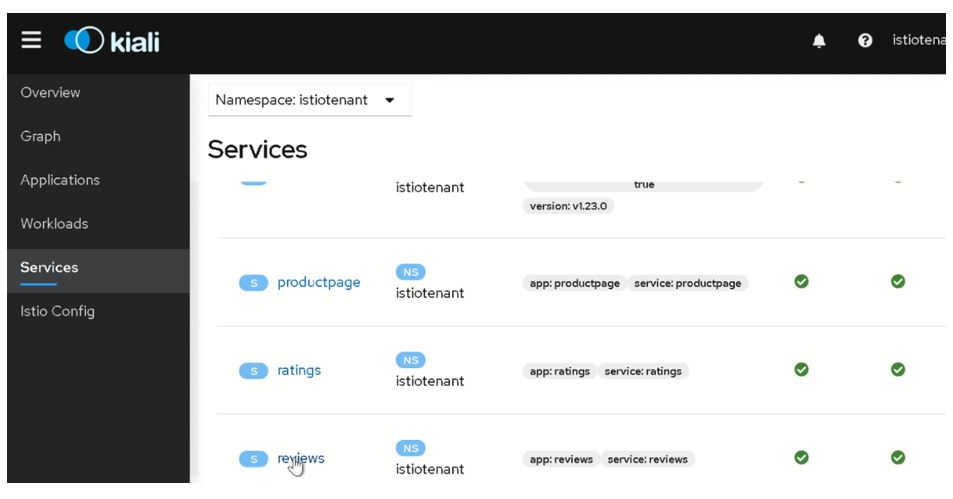 kiali
istiotena
Overview
Graph
Applications
Workloads
Services
Istio Config
Namespace: istiotenant
Services
istiotenant
true
version: v1.23.0
S productpage
NS
istiotenant
app: productpage service: productpage
S ratings
NS
istiotenant
app: ratings service: ratings
S reviews
NS
istiotenant
app: reviews service: reviews